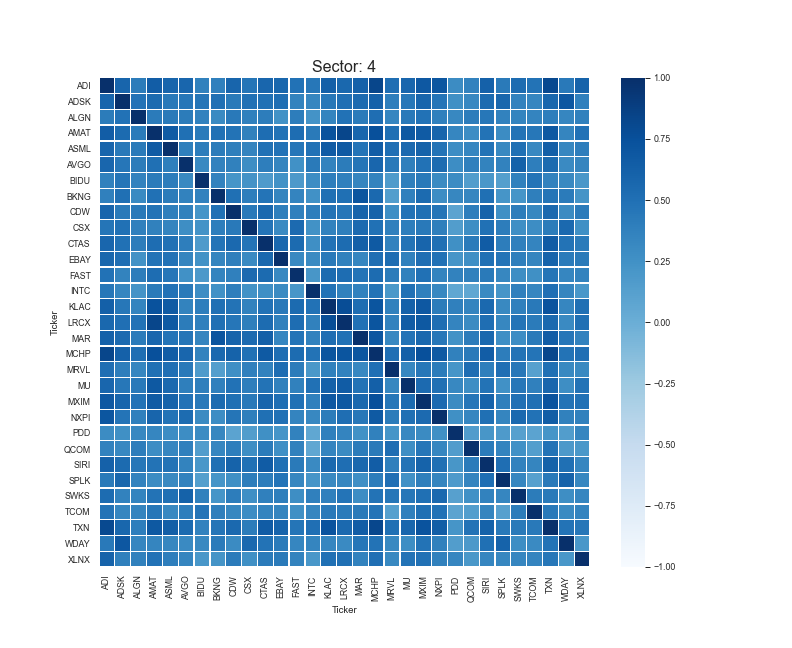 Sector: 4
Ticker
ADI
ADSK
ALGN
AMAT
ASML
AVGO
BIDU
BKNG
CDW
CSX
CTAS
EBAY
FAST
INTC
KLAC
LRCX
MAR
MCHP
MRVL
MU
MXIM
NXPI
PDD
QCOM
SIRI
SPLK
SWKS
TCOM
TXN
WDAY
XLNX
ADI
ADSK
ALGN
AMAT
ASML
AVGO
BIDU
BKNG
CDW
CSX
CTAS
EBAY
FAST
INTC
KLAC
LRCX
MAR
MCHP
MRVL
MU
MXIM
NXPI
PDD
QCOM
SIRI
SPLK
SWKS
TCOM
TXN
WDAY
XLNX
Ticker
1.00
0.75
0.50
0.25
0.00
−0.25
−0.50
−0.75
−1.00